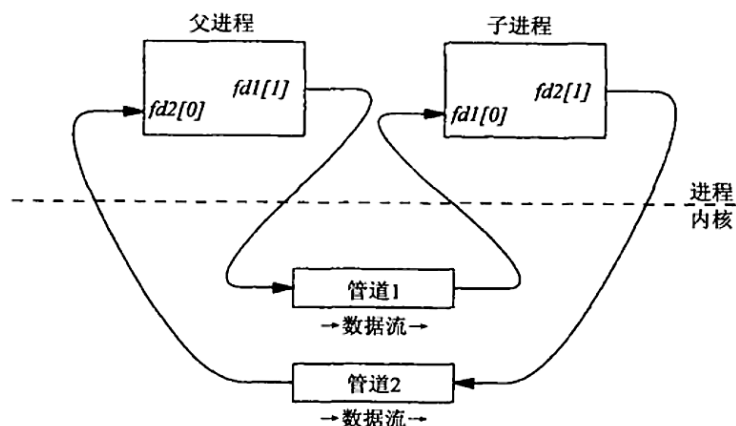 父进程
子进程
fd1[1]
fd2[0]
fd2[1]
fd1[0]
进程
内核
管道1
→数据流→
管道2
→数据流→